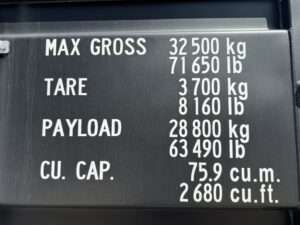 MAX GROSS 32 500 kg
71 650 lb
TARE 3 700 kg
8 160 lb
PAYLOAD 28 800 kg
63 490 lb
CU. CAP. 75.9 cu.m.
2 680 cu.ft.